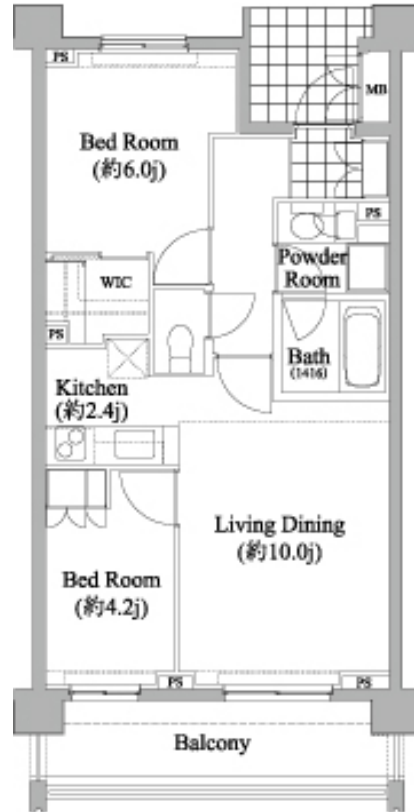 PS
MB
Bed Room
(約6.0j)
PS
Powder
Room
WIC
PS
Bath
(1416)
Kitchen
(約2.4j)
Living Dining
(約10.0j)
Bed Room
(約4.2j)
PS
PS
Balcony